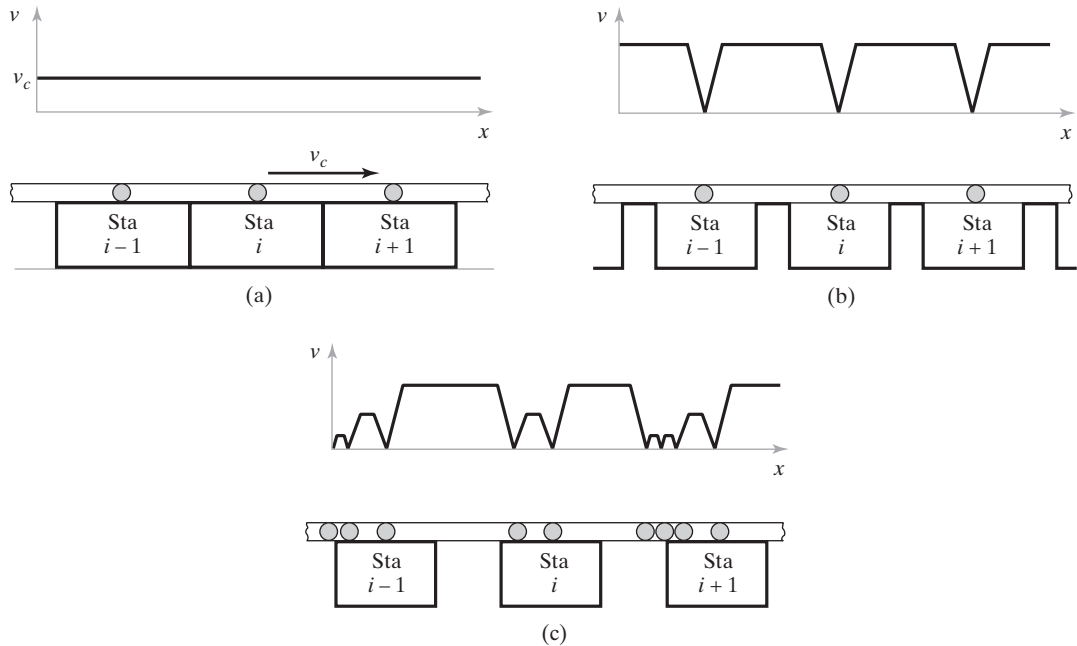 v
v_c
x
v_c
Sta
i – 1
Sta
i
Sta
i + 1
(a)
v
x
Sta
i – 1
Sta
i
Sta
i + 1
(b)
v
x
Sta
i – 1
Sta
i
Sta
i + 1
(c)